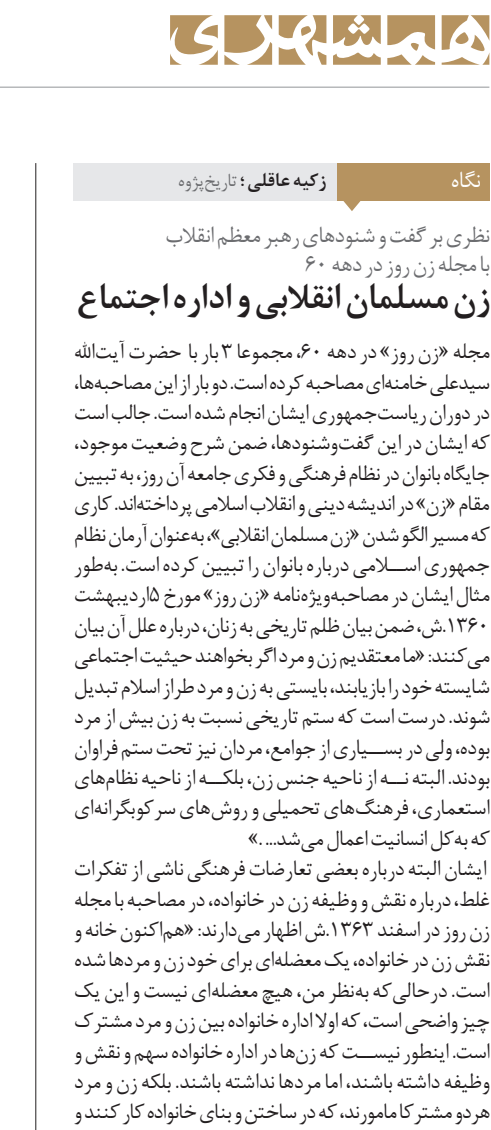 همشهری
نگاه
زکیه عاقلی؛ تاریخ‌پژوه
نظری بر گفت و شنودهای رهبر معظم انقلاب
با مجله زن روز در دهه ۶۰
زن مسلمان انقلابی و اداره اجتماع
مجله «زن روز» در دهه ۶۰، مجموعا ۳ بار با حضرت آیت‌الله
سیدعلی خامنه‌ای مصاحبه کرده است. دو بار از این مصاحبه‌ها،
در دوران ریاست‌جمهوری ایشان انجام شده است. جالب است
که ایشان در این گفت‌وشنودها، ضمن شرح وضعیت موجود،
جایگاه بانوان در نظام فرهنگی و فکری جامعه آن روز، به تبیین
مقام «زن» در اندیشه دینی و انقلاب اسلامی پرداخته‌اند. کاری
که مسیر الگو شدن «زن مسلمان انقلابی»، به‌عنوان آرمان نظام
جمهوری اسلامی درباره بانوان را تبیین کرده است. به‌طور
مثال ایشان در مصاحبه‌ویژه‌نامه «زن روز» مورخ ۵اردیبهشت
۱۳۶۰.ش، ضمن بیان ظلم تاریخی به زنان، درباره علل آن بیان
می‌کنند: «ما معتقدیم زن و مرد اگر بخواهند حیثیت اجتماعی
شایسته خود را بازیابند، بایستی به زن و مرد طراز اسلام تبدیل
شوند. درست است که ستم تاریخی نسبت به زن بیش از مرد
بوده، ولی در بسیاری از جوامع، مردان نیز تحت ستم فراوان
بودند. البته نه از ناحیه جنس زن، بلکه از ناحیه نظام‌های
استعماری، فرهنگ‌های تحمیلی و روش‌های سرکوبگرانه‌ای
که به کل انسانیت اعمال می‌شد... .»
ایشان البته درباره بعضی تعارضات فرهنگی ناشی از تفکرات
غلط، درباره نقش و وظیفه زن در خانواده، در مصاحبه با مجله
زن روز در اسفند ۱۳۶۳.ش اظهار می‌دارند: «هم‌اکنون خانه و
نقش زن در خانواده، یک معضله‌ای برای خود زن و مردها شده
است. در حالی که به‌نظر من، هیچ معضله‌ای نیست و این یک
چیز واضحی است، که اولا اداره خانواده بین زن و مرد مشترک
است. اینطور نیست که زن‌ها در اداره خانواده سهم و نقش و
وظیفه داشته باشند، اما مردها نداشته باشند. بلکه زن و مرد
هردو مشترکا مامورند، که در ساختن و بنای خانواده کار کنند و